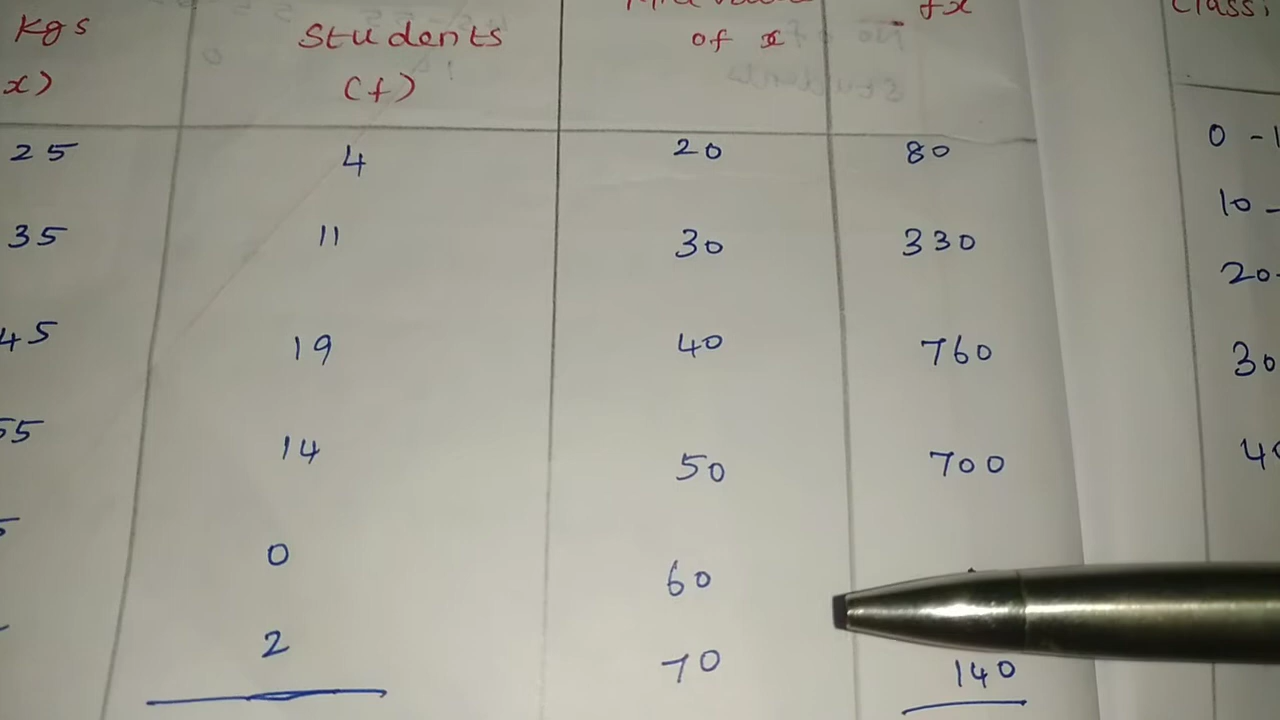 kgs Students of x fx
x) (f)
25 4 20 80
35 11 30 330
45 19 40 760
55 14 50 700
0 60
2 70 140
Class
0 -
10 -
20-
30